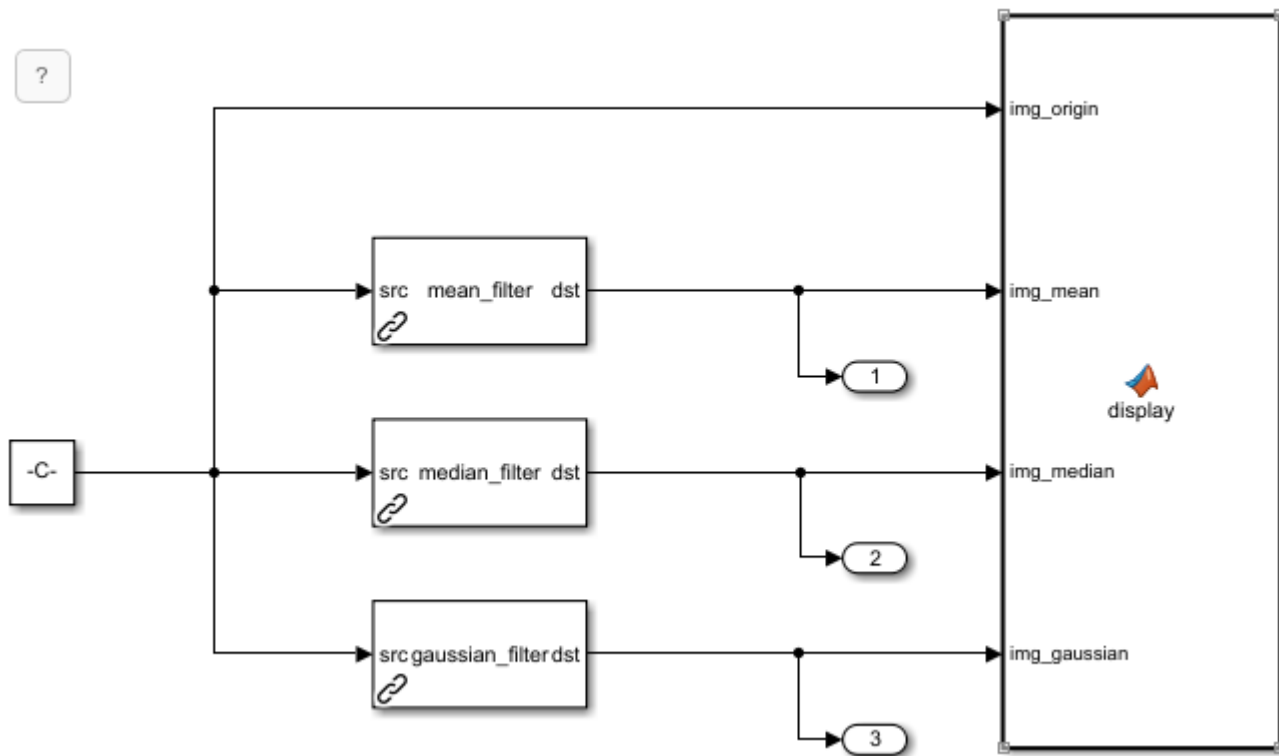 ?
img_origin
src mean_filter dst
img_mean
1
display
-C-
src median_filter dst
img_median
2
src gaussian_filter dst
img_gaussian
3